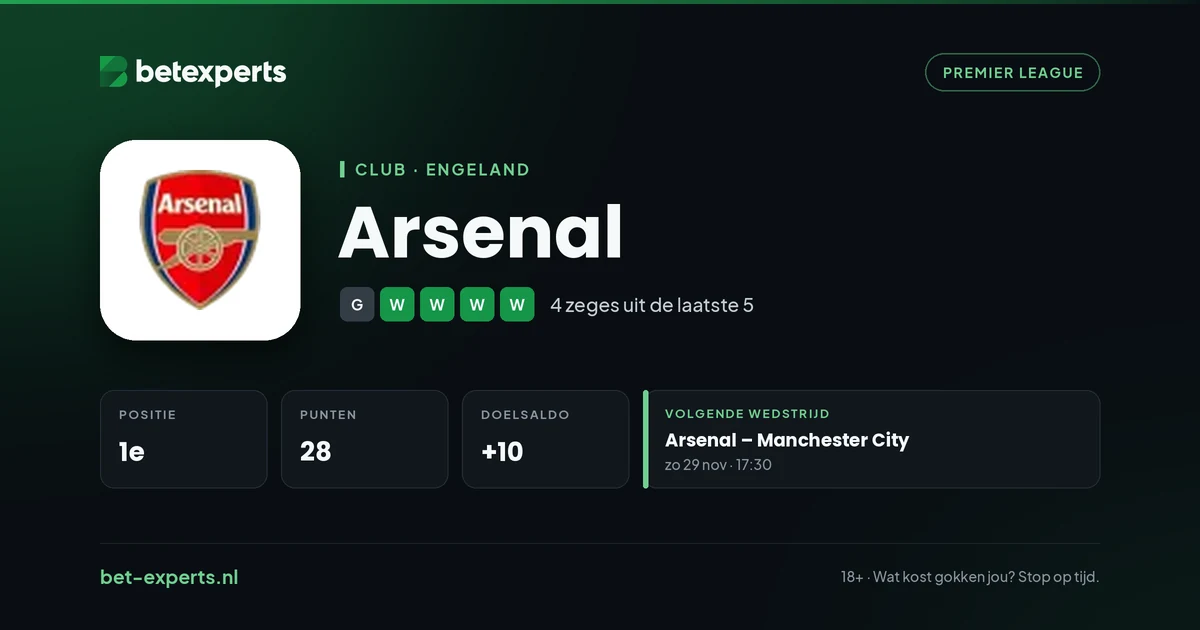 betexperts
PREMIER LEAGUE
Arsenal
CLUB · ENGELAND
Arsenal
G W W W W 4 zeges uit de laatste 5
POSITIE
1e
PUNTEN
28
DOELSALDO
+10
VOLGENDE WEDSTRIJD
Arsenal – Manchester City
zo 29 nov · 17:30
bet-experts.nl
18+ · Wat kost gokken jou? Stop op tijd.